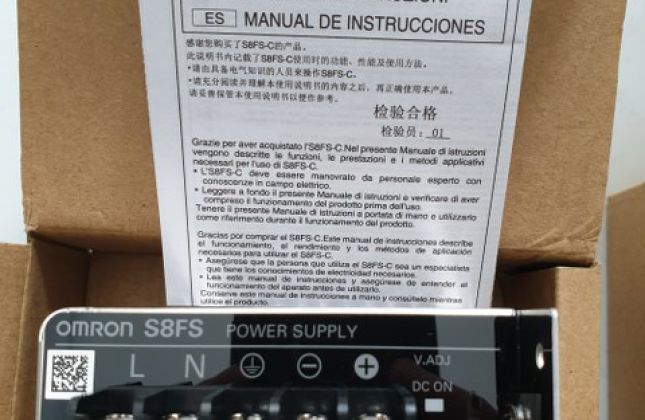 ES MANUAL DE INSTRUCCIONES
感谢您购买了S8FS-C的产品。
此说明书内记载了S8FS-C使用时的功能、性能及使用方法。
·请由具备电气知识的人员来操作S8FS-C。
·请充分阅读并理解本使用说明书的内容之后，再正确使用本产品。
请妥善保管本使用说明书以便作参考。
检验合格
检验员：01
Grazie per aver acquistato l'S8FS-C.Nel presente Manuale di istruzioni
vengono descritte le funzioni, le prestazioni e i metodi applicativi
necessari per l'uso di S8FS-C.
• L'S8FS-C deve essere manovrato da personale esperto con
conoscenze in campo elettrico.
• Leggere a fondo il presente Manuale di istruzioni e verificare di aver
compreso il funzionamento del prodotto prima dell'uso.
Tenere il presente Manuale di istruzioni a portata di mano e utilizzarlo
come riferimento durante il funzionamento del prodotto.
Gracias por comprar el S8FS-C.Este manual de instrucciones describe
el funcionamiento, el rendimiento y los métodos de aplicación
necesarios para utilizar el S8FS-C.
• Asegúrese que la persona que utiliza el S8FS-C sea un especialista
que tiene los conocimientos de electricidad necesarios.
• Lea este manual de instrucciones y asegúrese de entender el
funcionamiento del aparato antes de utilizarlo.
Conserve este manual de instrucciones a mano y consúltelo mientras
utilice el producto.
omron S8FS POWER SUPPLY
L N − + V.ADJ
DC ON